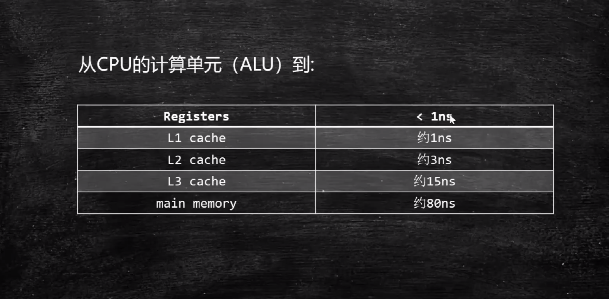 从CPU的计算单元（ALU）到:
Registers < 1ns
L1 cache 约1ns
L2 cache 约3ns
L3 cache 约15ns
main memory 约80ns